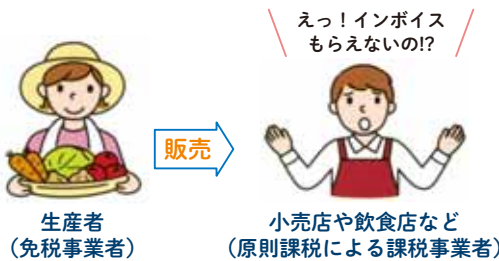 えっ！インボイス
もらえないの!?
販売
生産者
（免税事業者）
小売店や飲食店など
（原則課税による課税事業者）